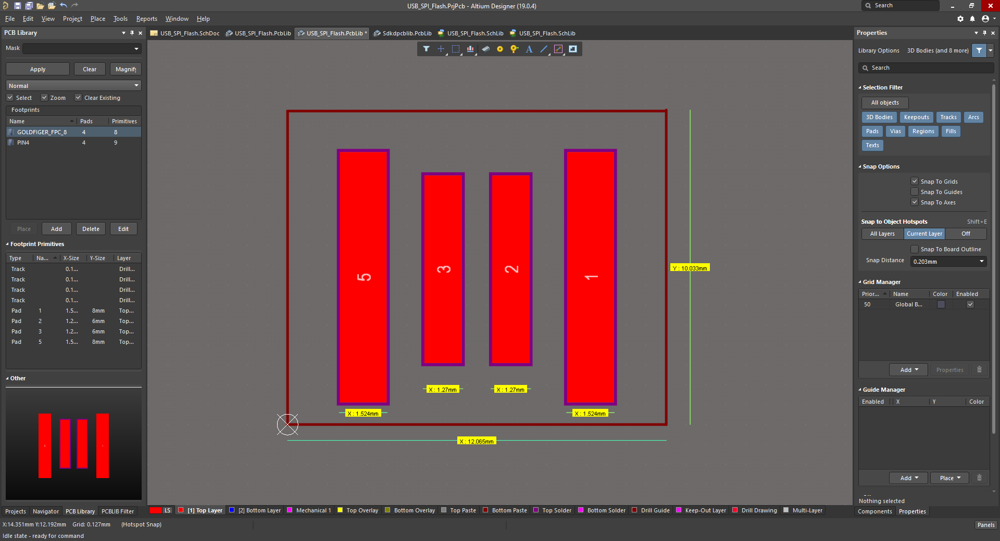 USB_SPI_Flash.PrjPcb - Altium Designer (19.0.4)
Search
File Edit View Project Place Tools Reports Window Help
PCB Library
USB_SPI_Flash.SchDoc USB_SPI_Flash.PcbLib USB_SPI_Flash.PcbLib * Sdkdpcblib.PcbLib USB_SPI_Flash.SchLib USB_SPI_Flash.SchLib
Mask
Apply Clear Magnify
Normal
Select Zoom Clear Existing
Footprints
Name Pads Primitives
GOLDFIGER_FPC_8 4 8
PIN4 4 9
Place Add Delete Edit
Footprint Primitives
Type Na... X-Size Y-Size Layer
Track 0.1... Drill...
Track 0.1... Drill...
Track 0.1... Drill...
Track 0.1... Drill...
Pad 1 1.5... 8mm Top...
Pad 2 1.2... 6mm Top...
Pad 3 1.2... 6mm Top...
Pad 5 1.5... 8mm Top...
Other
A
5 3 2 1
Y : 10.033mm
X : 1.27mm X : 1.27mm
X : 1.524mm X : 1.524mm
X : 12.065mm
Properties
Library Options 3D Bodies (and 8 more)
Search
Selection Filter
All objects
3D Bodies Keepouts Tracks Arcs
Pads Vias Regions Fills
Texts
Snap Options
Snap To Grids
Snap To Guides
Snap To Axes
Snap to Object Hotspots Shift+E
All Layers Current Layer Off
Snap To Board Outline
Snap Distance 0.203mm
Grid Manager
Prior... Name Color Enabled
50 Global B...
Add Properties
Guide Manager
Enabled X Y Color
Add Place
Nothing selected
Components Properties
Projects Navigator PCB Library PCBLIB Filter
LS [1] Top Layer [2] Bottom Layer Mechanical 1 Top Overlay Bottom Overlay Top Paste Bottom Paste Top Solder Bottom Solder Drill Guide Keep-Out Layer Drill Drawing Multi-Layer
X:14.351mm Y:12.192mm Grid: 0.127mm (Hotspot Snap)
Panels
Idle state - ready for command